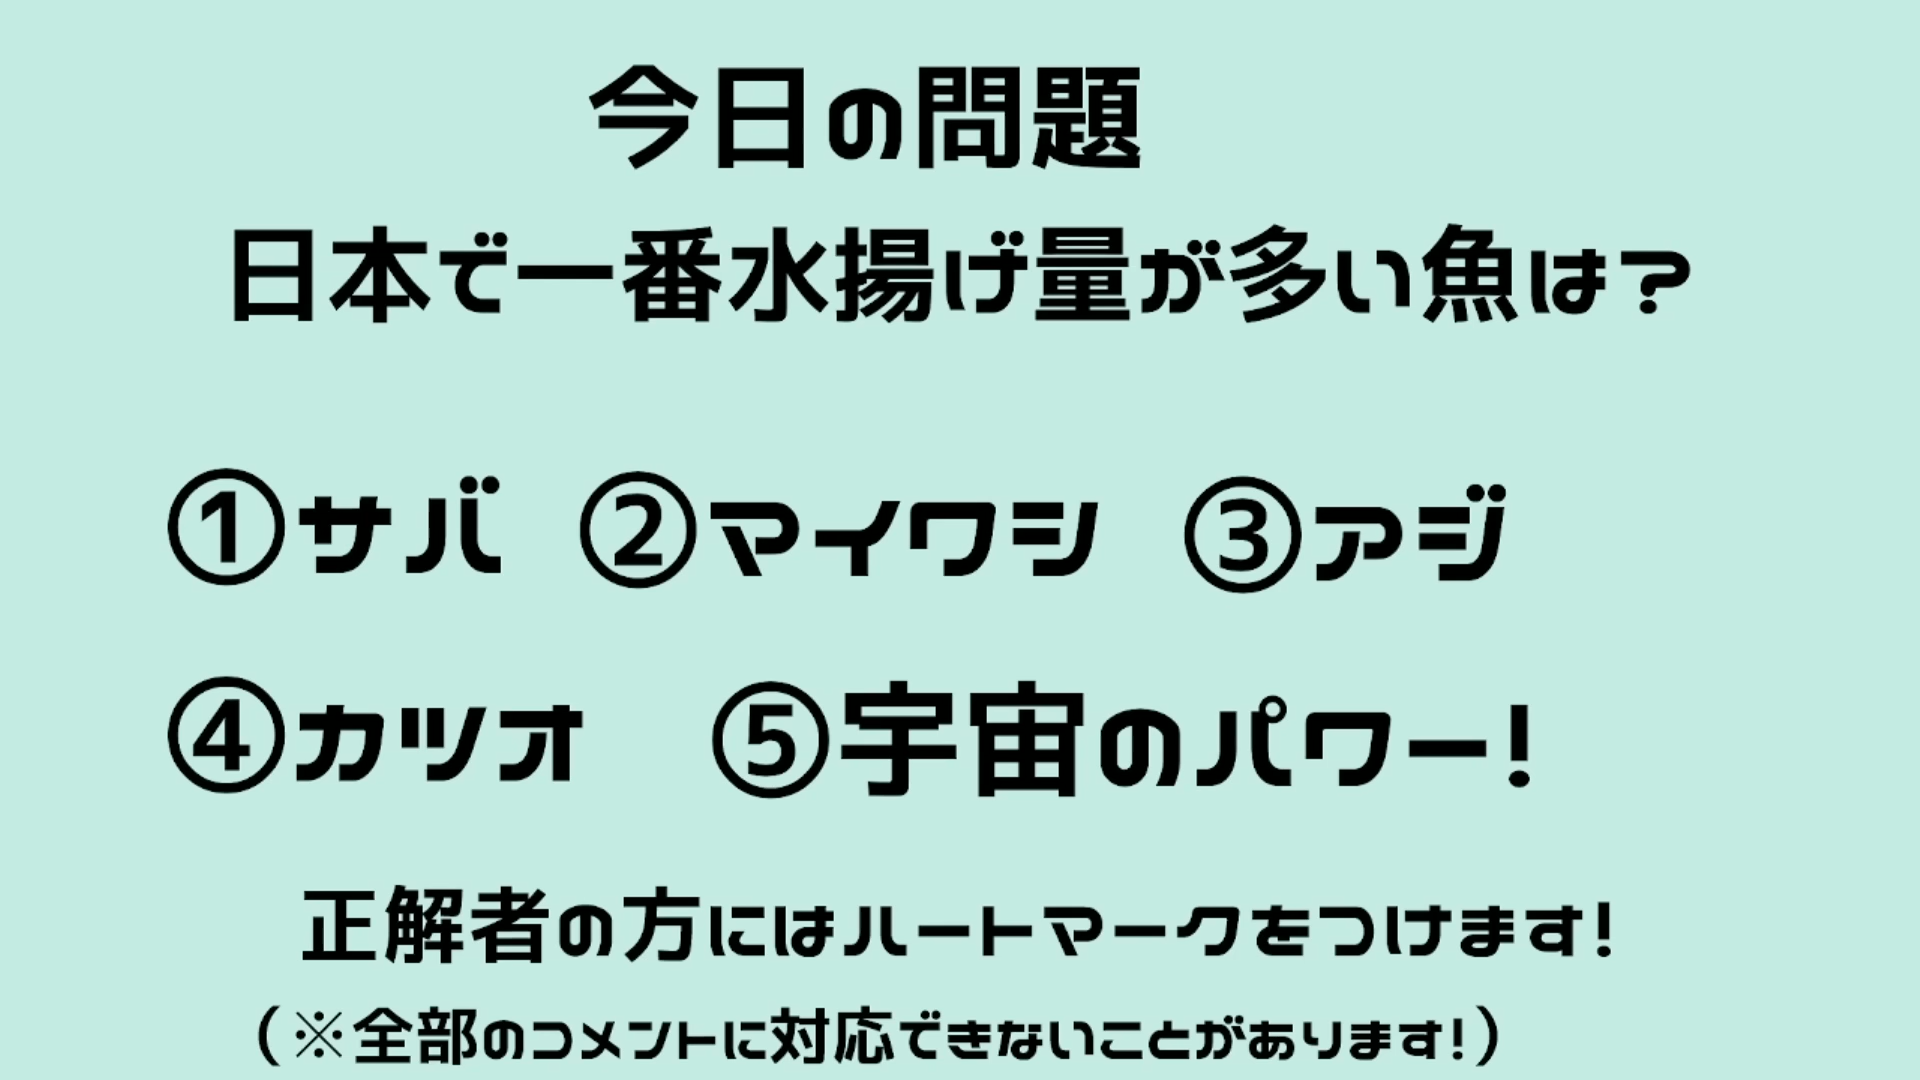 今日の問題
日本で一番水揚げ量が多い魚は?
①サバ ②マイワシ ③アジ
④カツオ ⑤宇宙のパワー!
正解者の方にはハートマークをつけます!
(※全部のコメントに対応できないことがあります!)